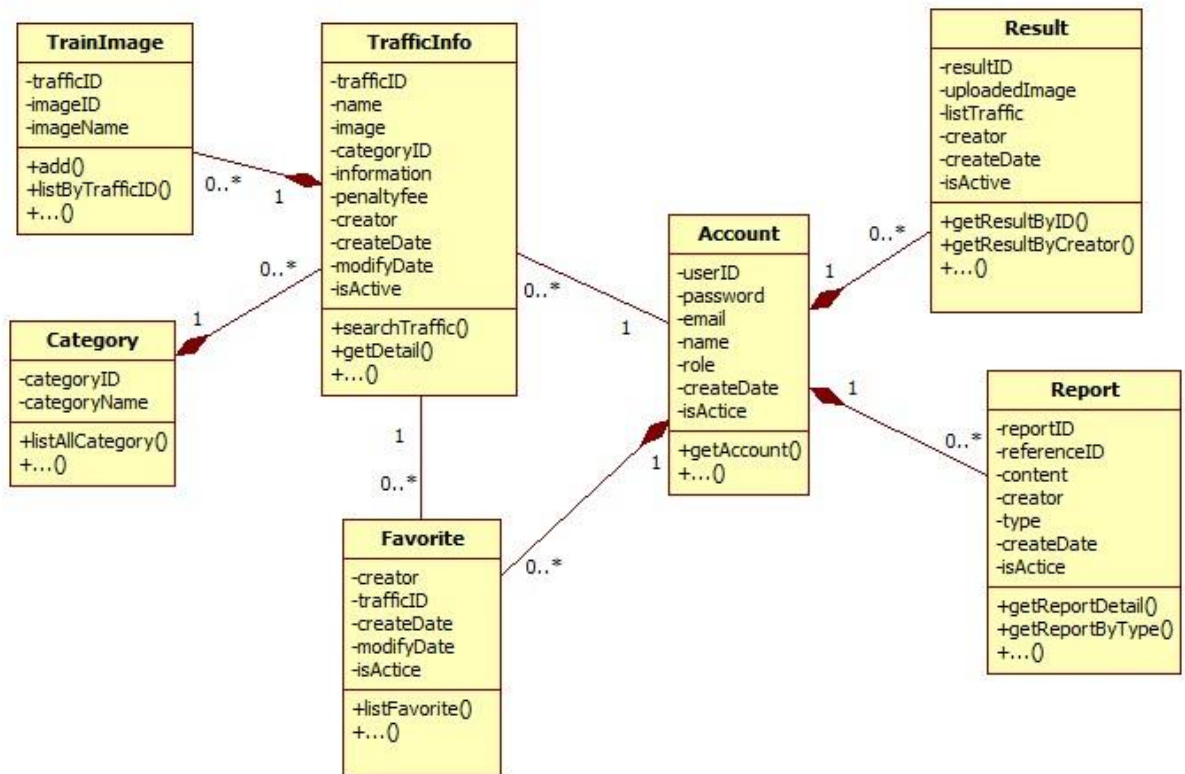 TrainImage
-trafficID
-imageID
-imageName
+add()
+listByTrafficID()
+...()
0..*
1
TrafficInfo
-trafficID
-name
-image
-categoryID
-information
-penaltyfee
-creator
-createDate
-modifyDate
-isActive
+searchTraffic()
+getDetail()
+...()
Result
-resultID
-uploadedImage
-listTraffic
-creator
-createDate
-isActive
+getResultByID()
+getResultByCreator()
+...()
0..*
1
Account
-userID
-password
-email
-name
-role
-createDate
-isActice
+getAccount()
+...()
0..*
1
0..*
1
Category
-categoryID
-categoryName
+listAllCategory()
+...()
1
0..*
Report
-reportID
-referenceID
-content
-creator
-type
-createDate
-isActice
+getReportDetail()
+getReportByType()
+...()
1
0..*
1
0..*
Favorite
-creator
-trafficID
-createDate
-modifyDate
-isActice
+listFavorite()
+...()